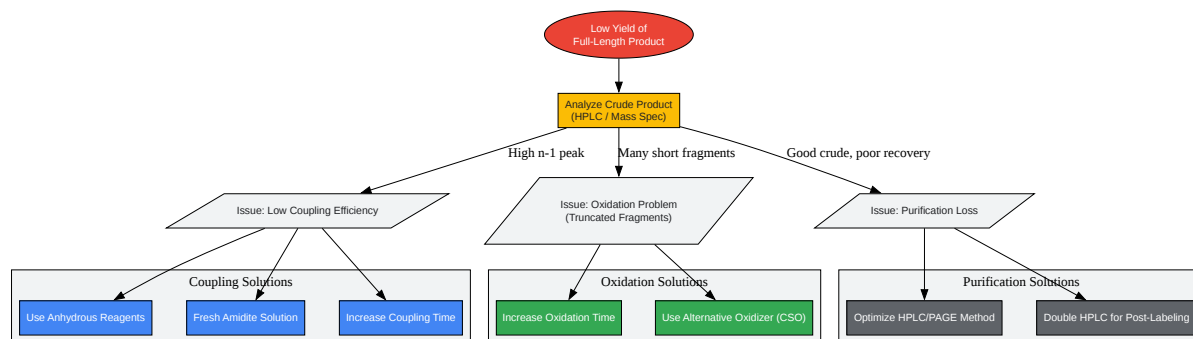 Low Yield of
Full-Length Product
Analyze Crude Product
(HPLC / Mass Spec)
High n-1 peak
Many short fragments
Good crude, poor recovery
Issue: Low Coupling Efficiency
Issue: Oxidation Problem
(Truncated Fragments)
Issue: Purification Loss
Coupling Solutions
Oxidation Solutions
Purification Solutions
Use Anhydrous Reagents
Fresh Amidite Solution
Increase Coupling Time
Increase Oxidation Time
Use Alternative Oxidizer (CSO)
Optimize HPLC/PAGE Method
Double HPLC for Post-Labeling